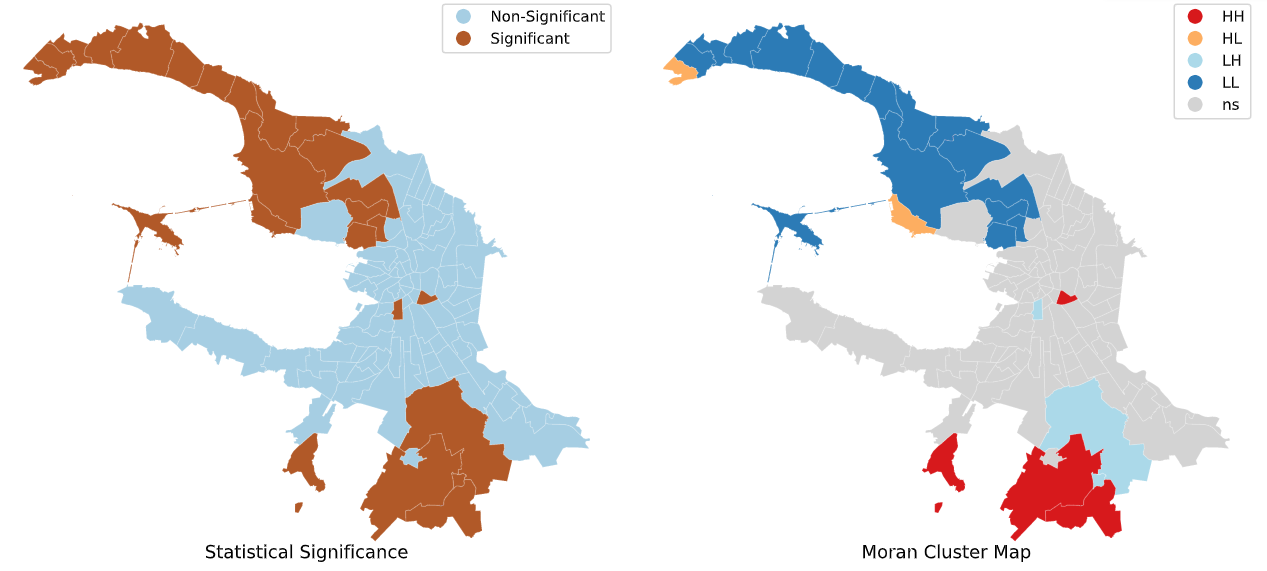 Non-Significant
Significant
HH
HL
LH
LL
ns
Statistical Significance
Moran Cluster Map